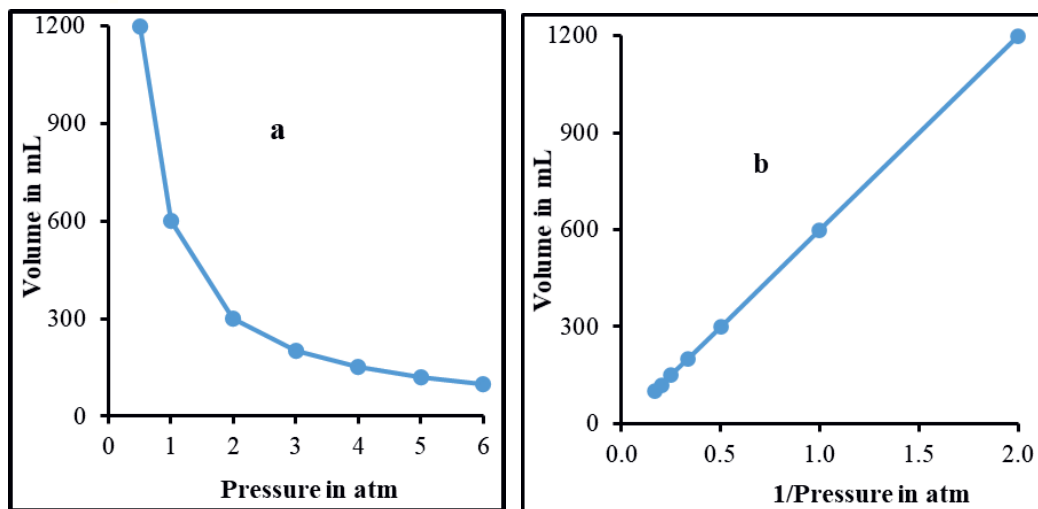 1200
900
600
300
0
Volume in mL
a
0 1 2 3 4 5 6
Pressure in atm
1200
900
600
300
0
Volume in mL
b
0.0 0.5 1.0 1.5 2.0
1/Pressure in atm